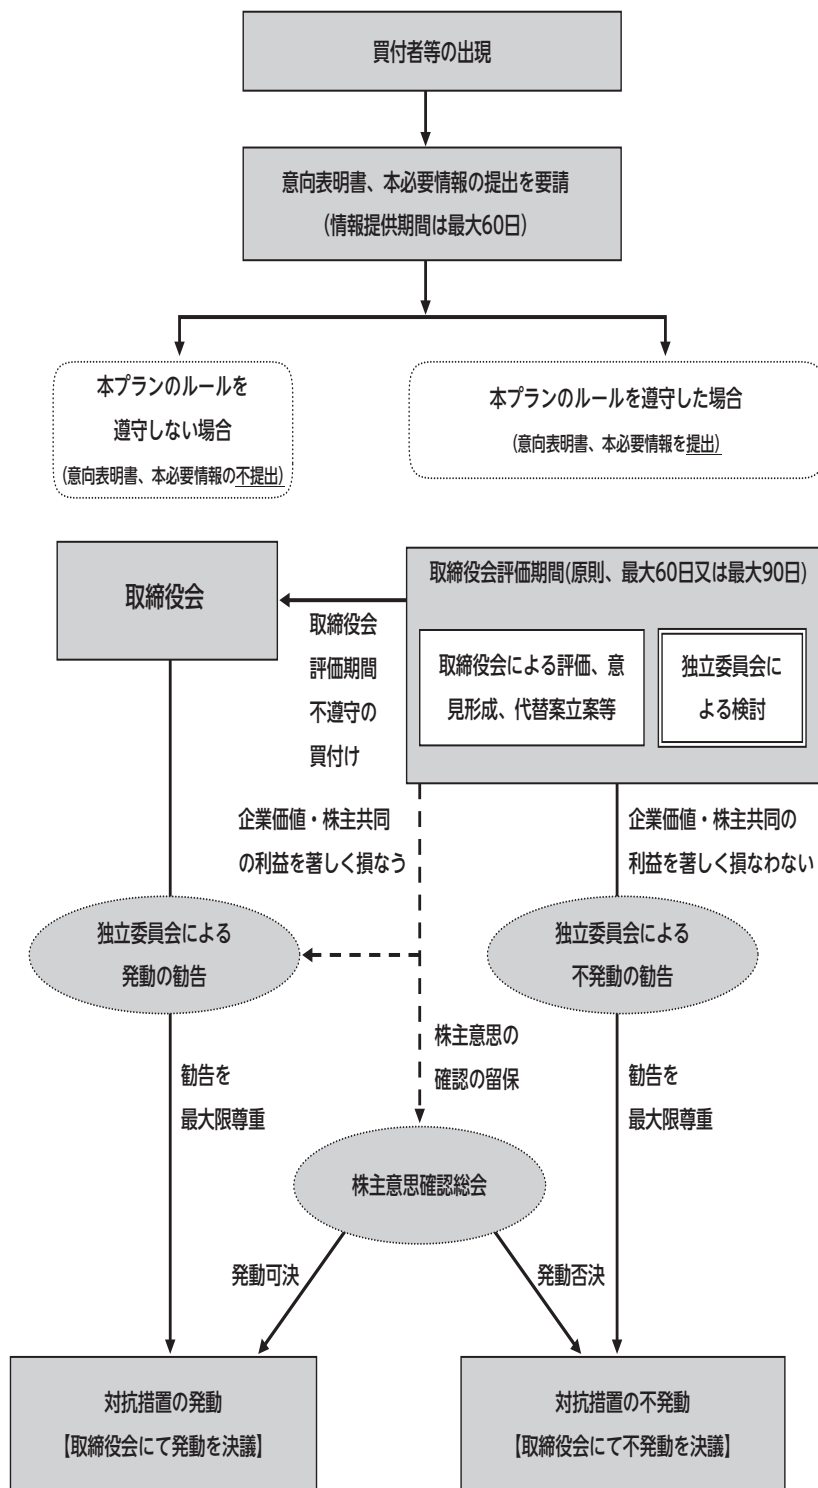 買付者等の出現
意向表明書、本必要情報の提出を要請
(情報提供期間は最大60日)
本プランのルールを
遵守しない場合
(意向表明書、本必要情報の不提出)
本プランのルールを遵守した場合
(意向表明書、本必要情報を提出)
取締役会
取締役会評価期間(原則、最大60日又は最大90日)
取締役会
評価期間
不遵守の
買付け
取締役会による評価、意
見形成、代替案立案等
独立委員会に
よる検討
企業価値・株主共同
の利益を著しく損なう
企業価値・株主共同の
利益を著しく損なわない
独立委員会による
発動の勧告
独立委員会による
不発動の勧告
株主意思の
確認の留保
勧告を
最大限尊重
勧告を
最大限尊重
株主意思確認総会
発動可決
発動否決
対抗措置の発動
【取締役会にて発動を決議】
対抗措置の不発動
【取締役会にて不発動を決議】